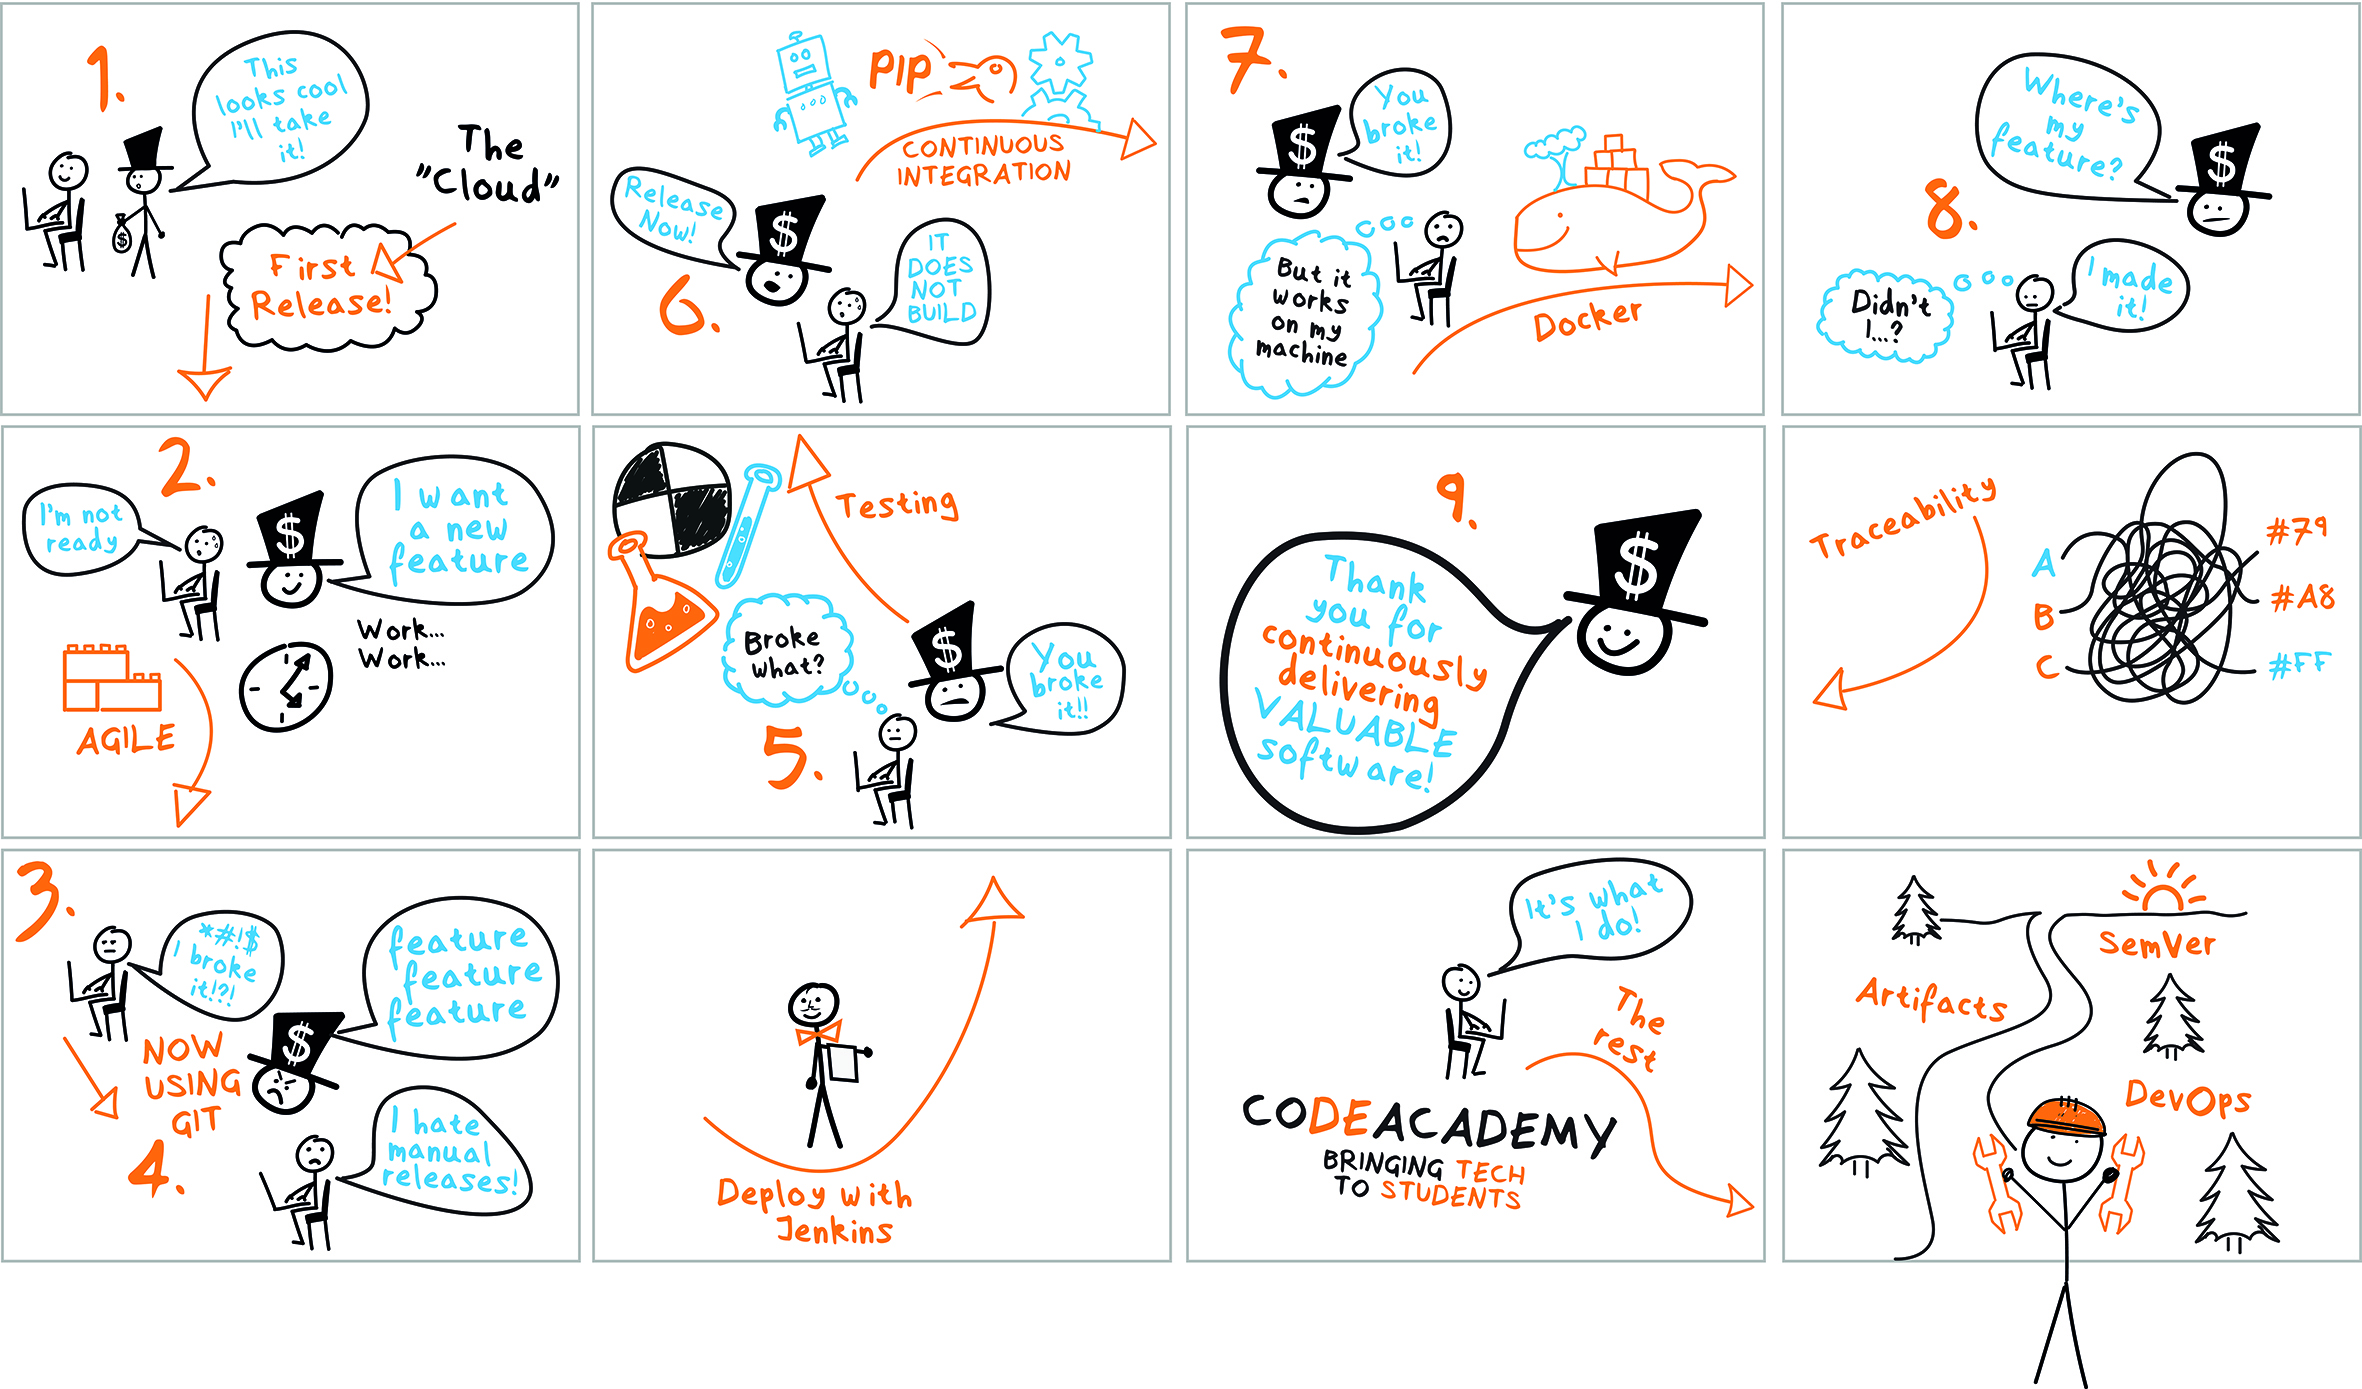 1.
This
looks cool
I'll take
it!
The
"Cloud"
First
Release!
2.
I'm not
ready
I want
a new
feature
Work...
Work...
AGILE
3.
*#!$
I broke
it!?!
feature
feature
feature
NOW
USING
GIT
4.
I hate
manual
releases!
Deploy with
Jenkins
5.
Testing
Broke
what?
You
broke
it!!
6.
PIP
CONTINUOUS
INTEGRATION
Release
Now!
IT
DOES
NOT
BUILD
$
7.
You
broke
it!
But it
works
on my
machine
Docker
8.
Where's
my
feature?
Didn't
I...?
I made
it!
Traceability
A
B
C
#79
#A8
#FF
9.
Thank
you for
continuously
delivering
VALUABLE
software!
It's what
I do!
The
rest
CODEACADEMY
BRINGING TECH
TO STUDENTS
SemVer
Artifacts
DevOps